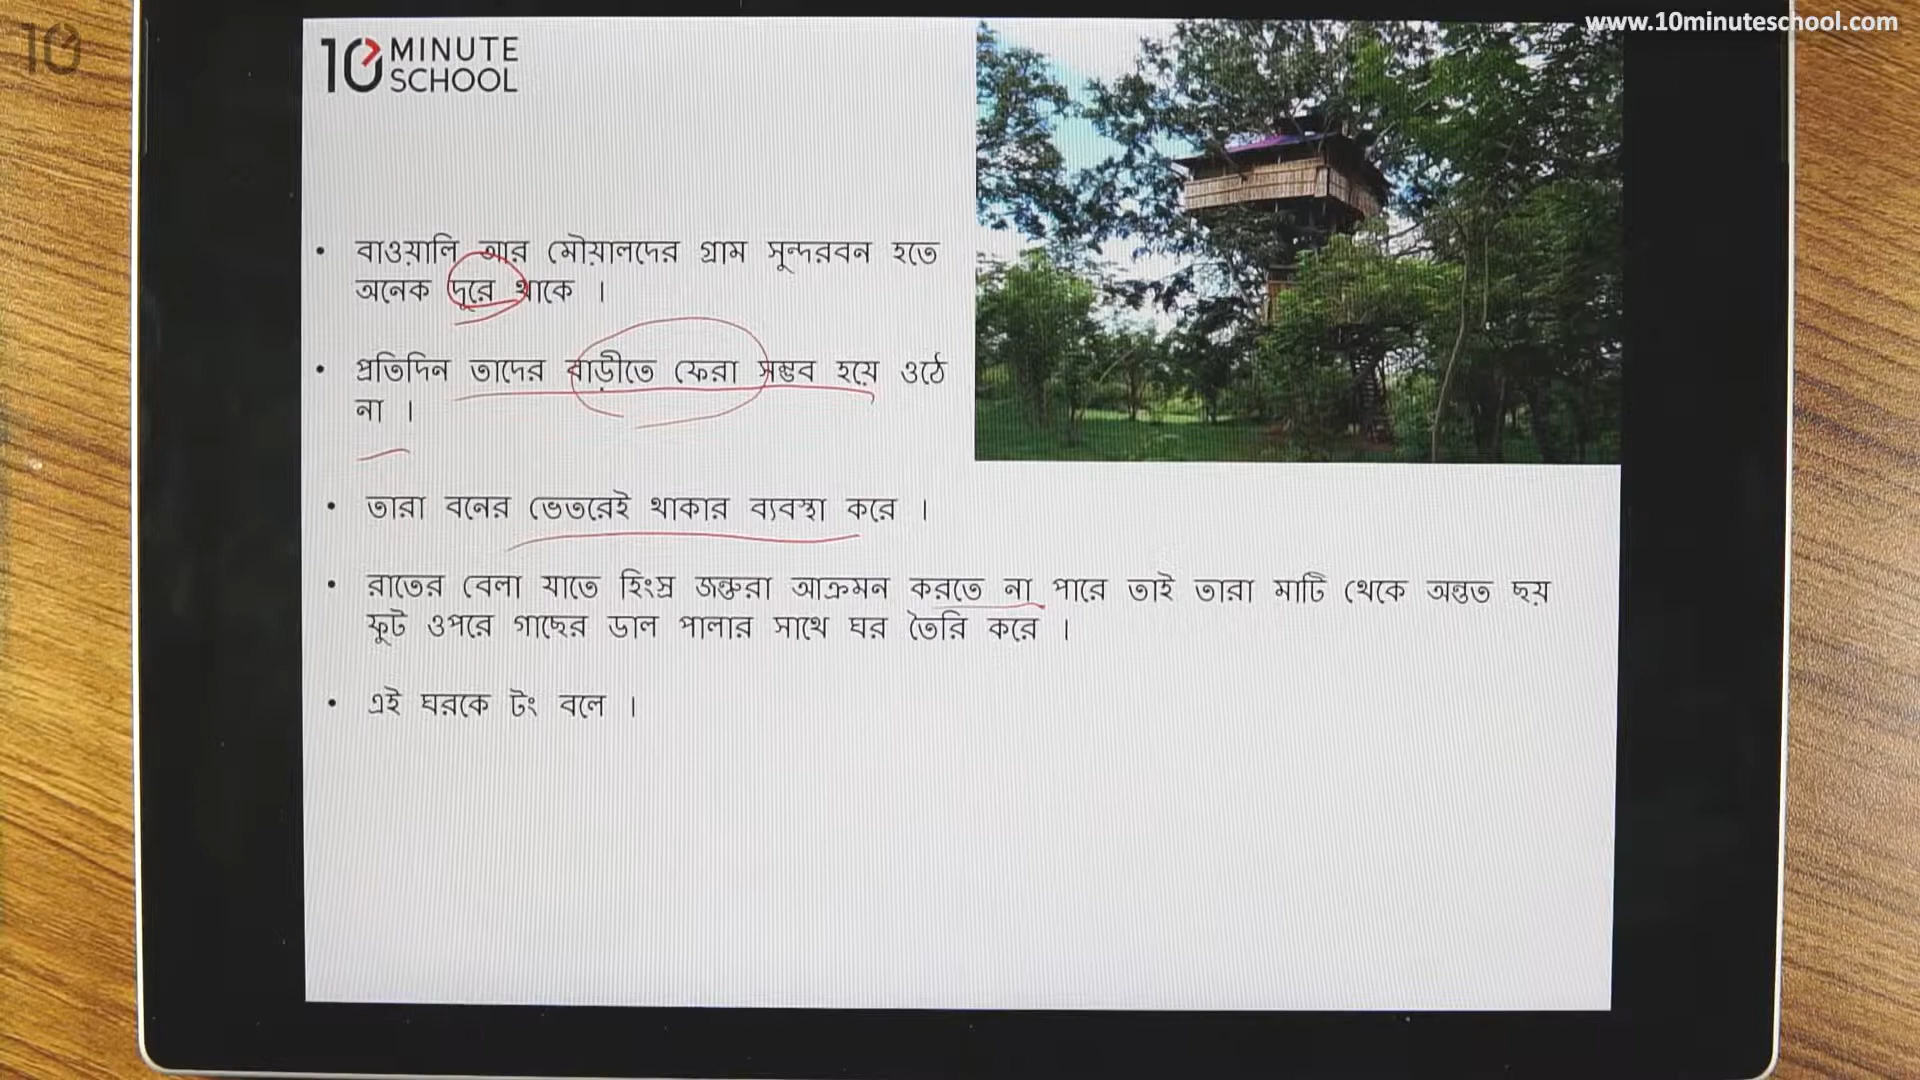 www.10minuteschool.com
10
10 MINUTE
SCHOOL
• বাওয়ালি আর মৌয়ালদের গ্রাম সুন্দরবন হতে
অনেক দূরে থাকে ।
• প্রতিদিন তাদের বাড়ীতে ফেরা সম্ভব হয়ে ওঠে
না ।
• তারা বনের ভেতরেই থাকার ব্যবস্থা করে ।
• রাতের বেলা যাতে হিংস্র জন্তুরা আক্রমন করতে না পারে তাই তারা মাটি থেকে অন্তত ছয়
ফুট ওপরে গাছের ডাল পালার সাথে ঘর তৈরি করে ।
• এই ঘরকে টং বলে ।